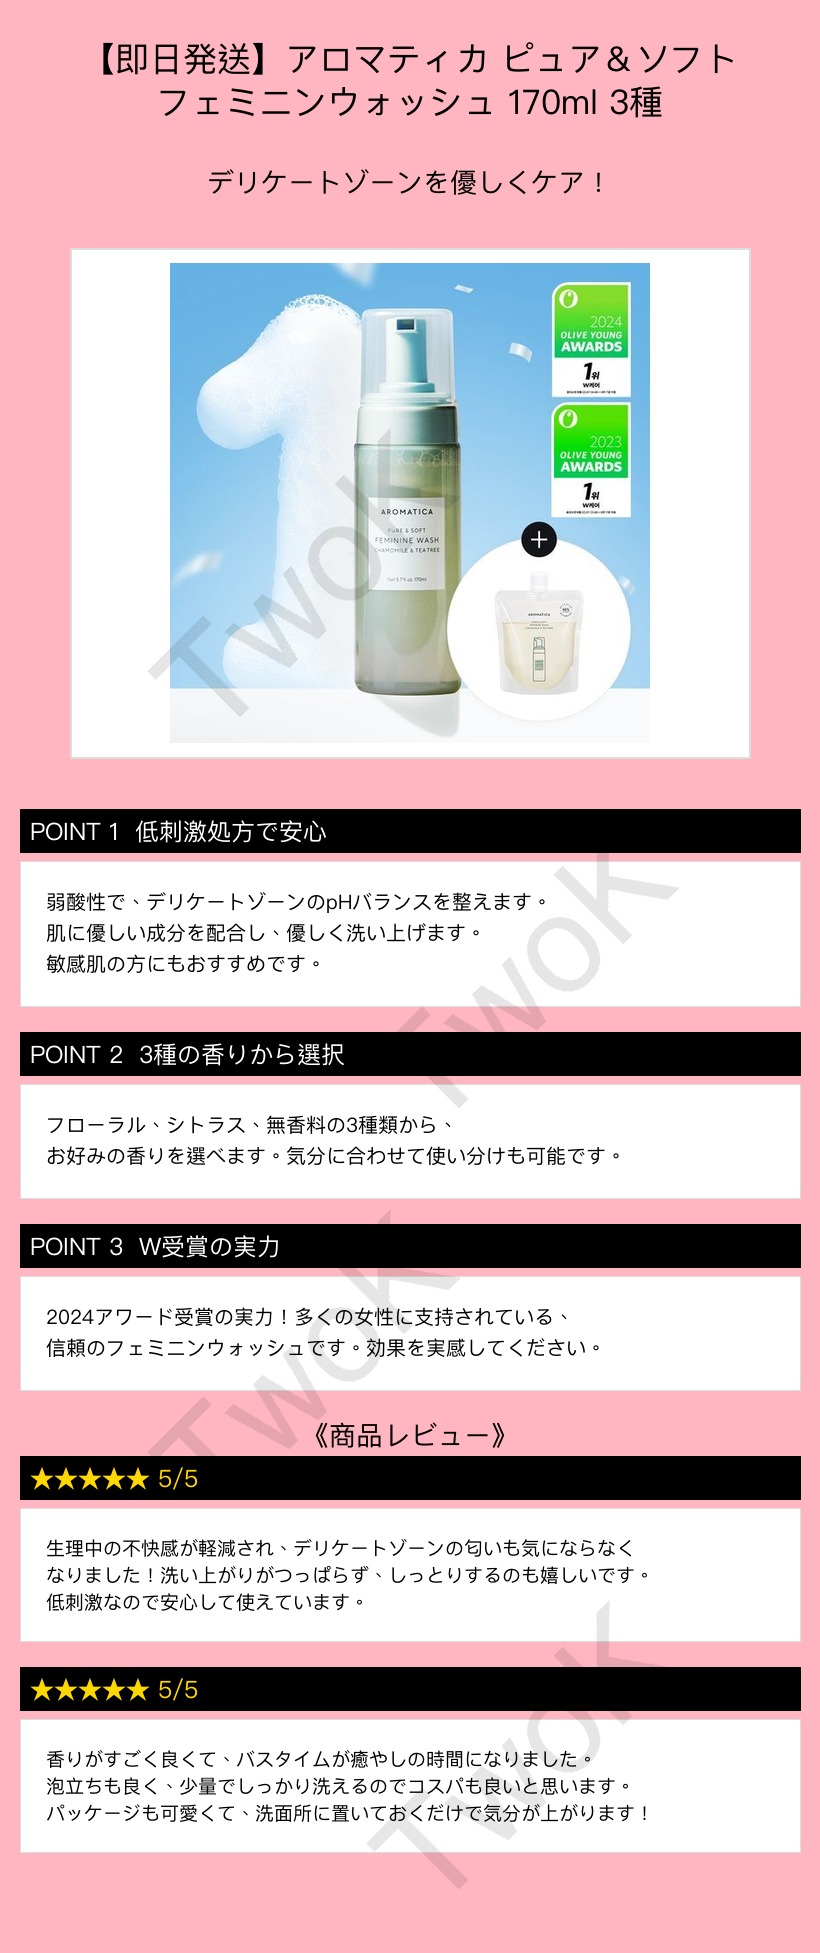 【即日発送】アロマティカ ピュア＆ソフト
フェミニンウォッシュ 170ml 3種
デリケートゾーンを優しくケア！
2024
OLIVE YOUNG
AWARDS
1위
W케어
2023
OLIVE YOUNG
AWARDS
1위
W케어
AROMATICA
PURE & SOFT
FEMININE WASH
CHAMOMILE & TEA TREE
Net 5.7 fl oz. 170ml
AROMATICA
TwoK
POINT 1 低刺激処方で安心
弱酸性で、デリケートゾーンのpHバランスを整えます。
肌に優しい成分を配合し、優しく洗い上げます。
敏感肌の方にもおすすめです。
TwoK
POINT 2 3種の香りから選択
フローラル、シトラス、無香料の3種類から、
お好みの香りを選べます。気分に合わせて使い分けも可能です。
POINT 3 W受賞の実力
2024アワード受賞の実力！多くの女性に支持されている、
信頼のフェミニンウォッシュです。効果を実感してください。
TwoK
《商品レビュー》
★★★★★ 5/5
生理中の不快感が軽減され、デリケートゾーンの匂いも気にならなく
なりました！洗い上がりがつっぱらず、しっとりするのも嬉しいです。
低刺激なので安心して使えています。
★★★★★ 5/5
香りがすごく良くて、バスタイムが癒やしの時間になりました。
泡立ちも良く、少量でしっかり洗えるのでコスパも良いと思います。
パッケージも可愛くて、洗面所に置いておくだけで気分が上がります！
TwoK